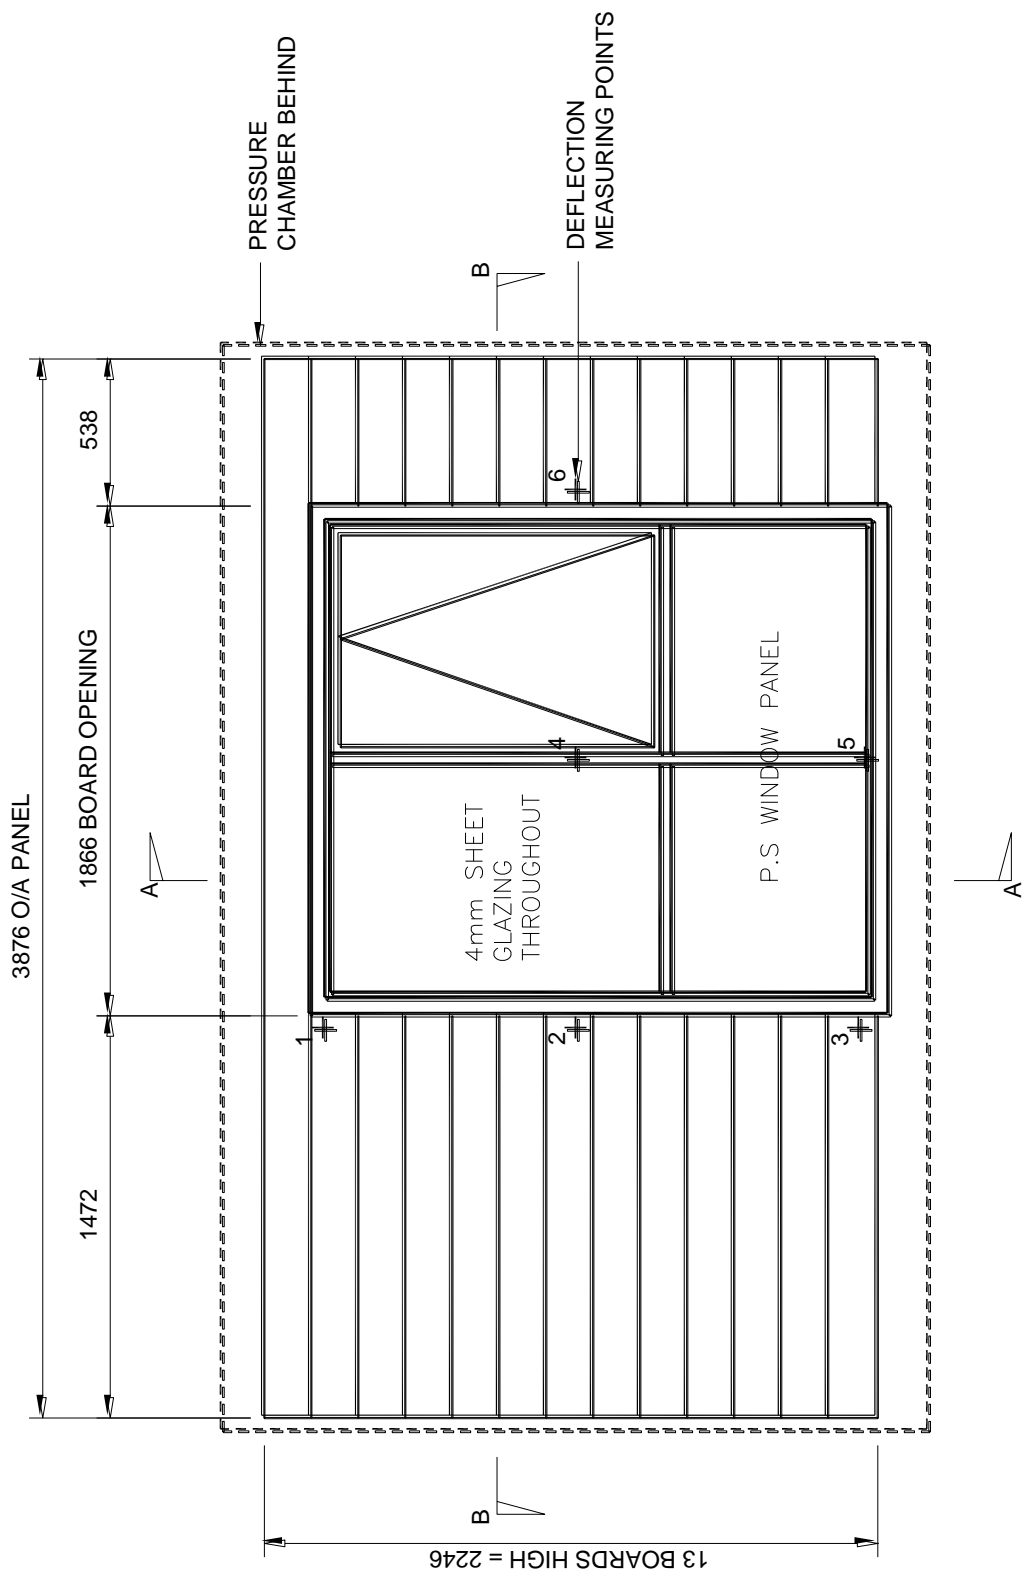 3876 O/A PANEL
1472
1866 BOARD OPENING
538
PRESSURE
CHAMBER BEHIND
A
13 BOARDS HIGH = 2246
B
B
1
2
3
4
5
6
DEFLECTION
MEASURING POINTS
4mm SHEET
GLAZING
THROUGHOUT
P.S WINDOW PANEL
A